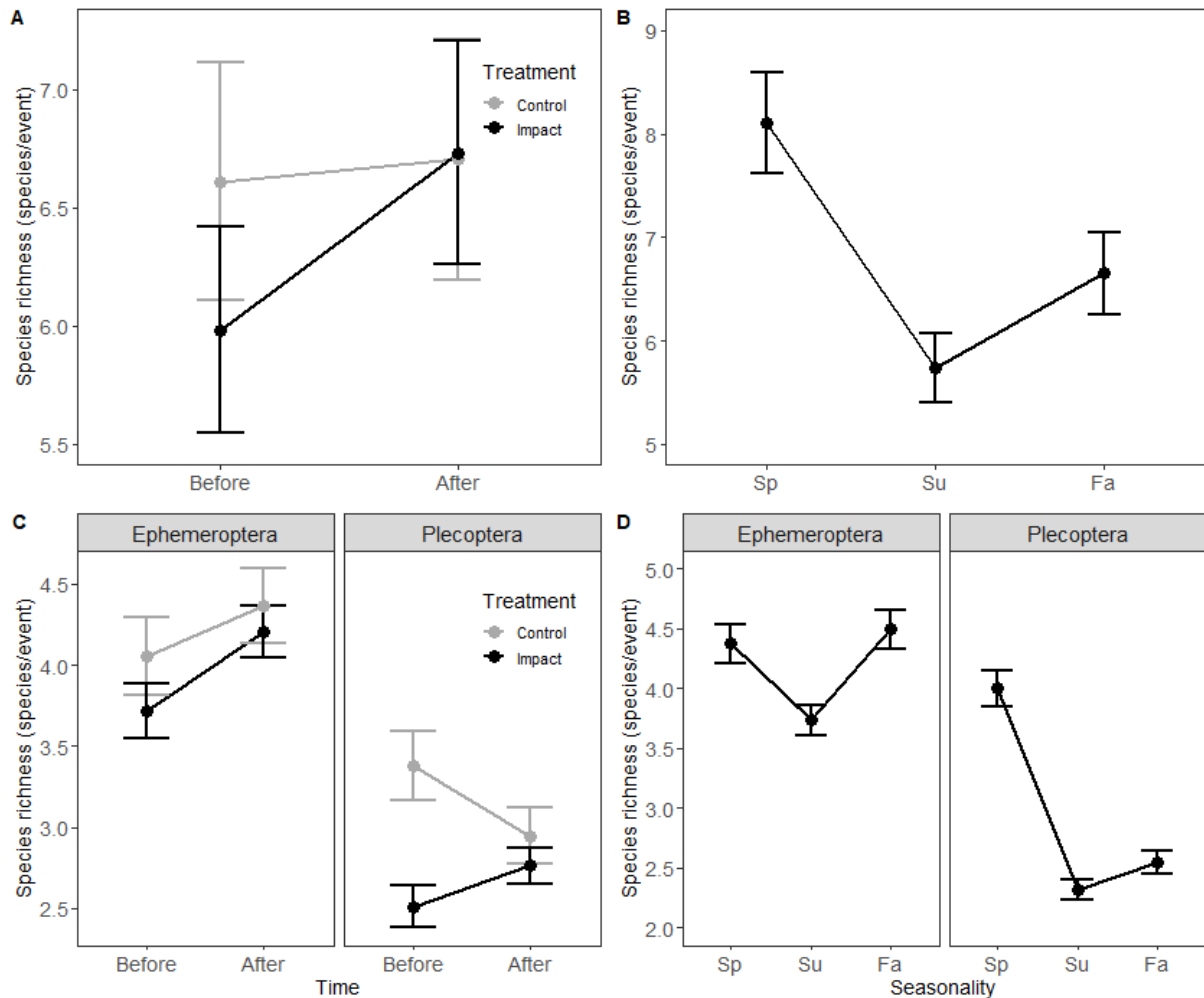 A
Species richness (species/event)
7.0
6.5
6.0
5.5
Treatment
Control
Impact
Before After
B
Species richness (species/event)
9
8
7
6
5
Sp Su Fa
C
Ephemeroptera Plecoptera
Species richness (species/event)
4.5
4.0
3.5
3.0
2.5
Treatment
Control
Impact
Before After Before After
Time
D
Ephemeroptera Plecoptera
Species richness (species/event)
5.0
4.5
4.0
3.5
3.0
2.5
2.0
Sp Su Fa Sp Su Fa
Seasonality